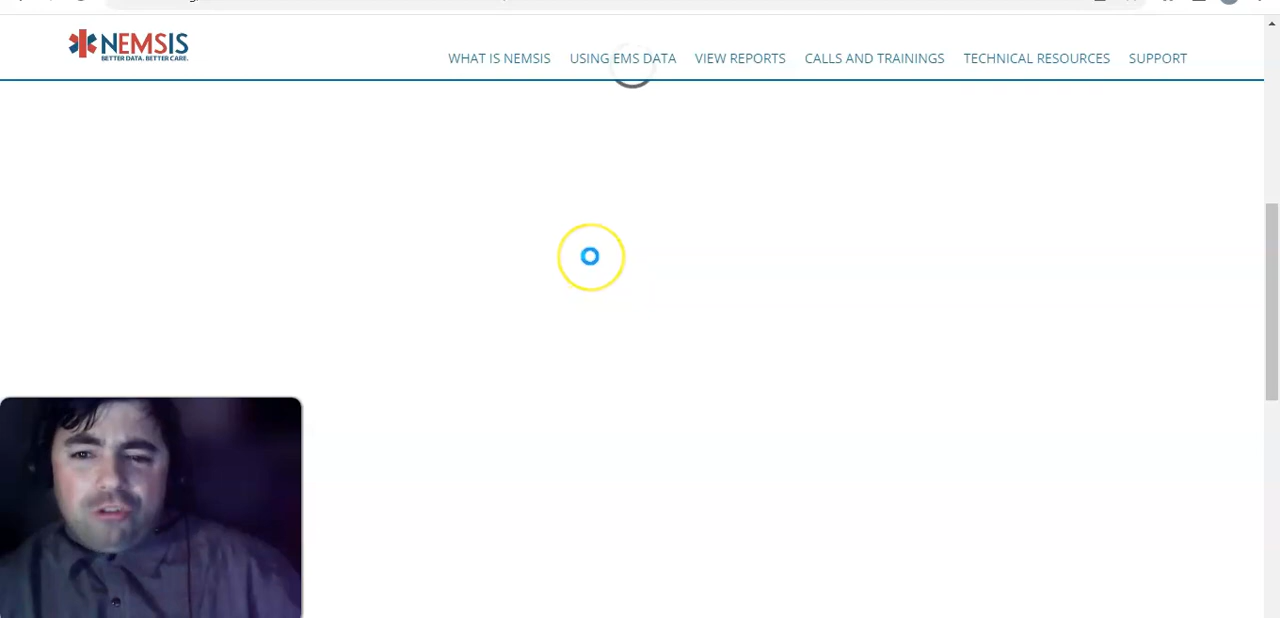 NEMSIS
BETTER DATA. BETTER CARE.
WHAT IS NEMSIS USING EMS DATA VIEW REPORTS CALLS AND TRAININGS TECHNICAL RESOURCES SUPPORT